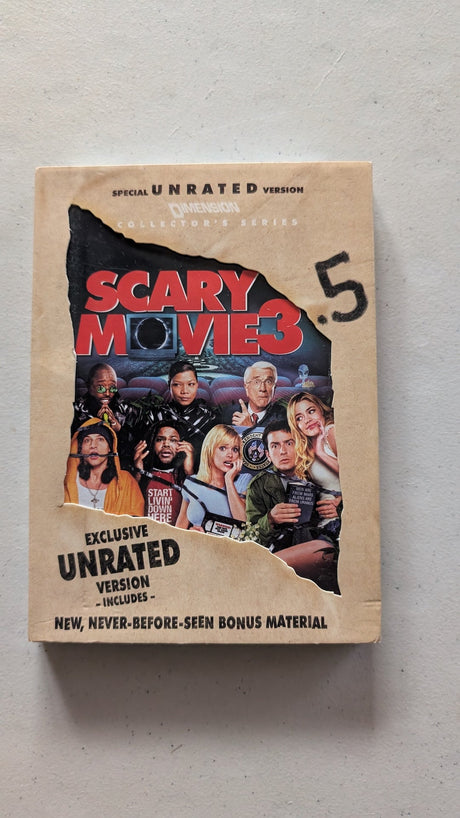 SPECIAL UNRATED VERSION
DIMENSION
COLLECTOR'S SERIES
SCARY
MOVIE3
.5
START
LIVIN'
DOWN
HERE
EXCLUSIVE
UNRATED
VERSION
- INCLUDES -
NEW, NEVER-BEFORE-SEEN BONUS MATERIAL